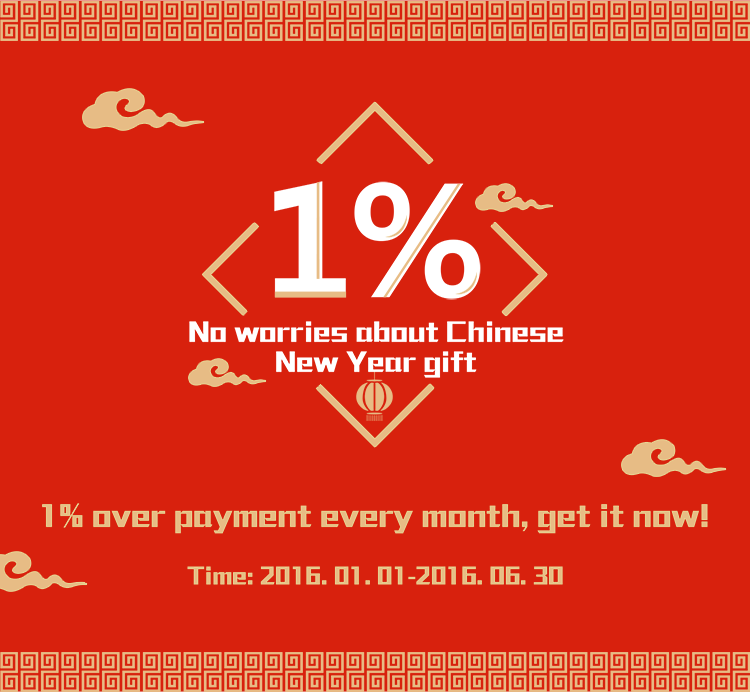 1%
No worries about Chinese
New Year gift
1% over payment every month, get it now!
Time: 2016. 01. 01-2016. 06. 30